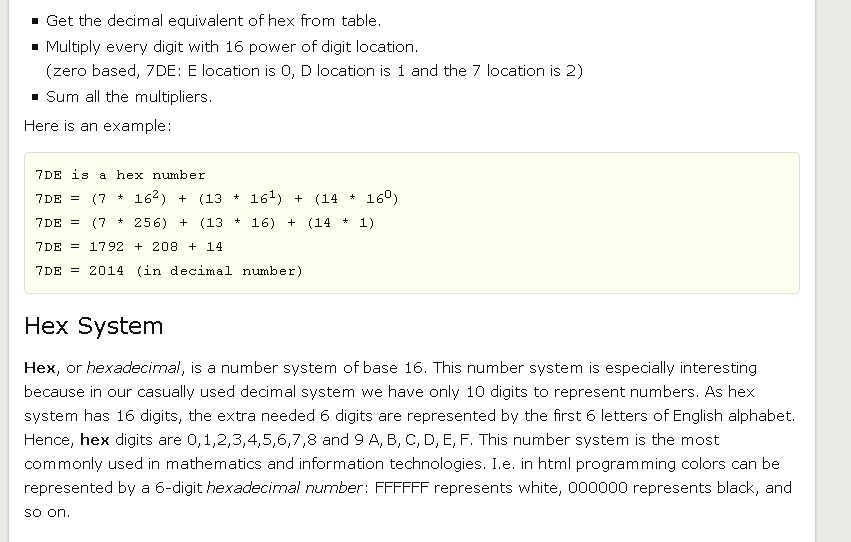 ▪ Get the decimal equivalent of hex from table.
▪ Multiply every digit with 16 power of digit location.
(zero based, 7DE: E location is 0, D location is 1 and the 7 location is 2)
▪ Sum all the multipliers.
Here is an example:
7DE is a hex number
7DE = (7 * 16²) + (13 * 16¹) + (14 * 16⁰)
7DE = (7 * 256) + (13 * 16) + (14 * 1)
7DE = 1792 + 208 + 14
7DE = 2014 (in decimal number)
Hex System
Hex, or hexadecimal, is a number system of base 16. This number system is especially interesting
because in our casually used decimal system we have only 10 digits to represent numbers. As hex
system has 16 digits, the extra needed 6 digits are represented by the first 6 letters of English alphabet.
Hence, hex digits are 0,1,2,3,4,5,6,7,8 and 9 A, B, C, D, E, F. This number system is the most
commonly used in mathematics and information technologies. I.e. in html programming colors can be
represented by a 6-digit hexadecimal number: FFFFFF represents white, 000000 represents black, and
so on.